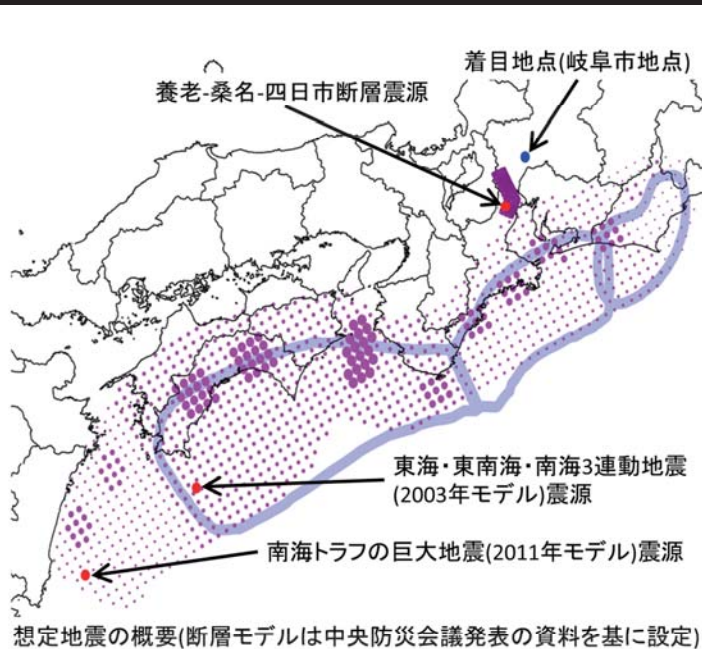 着目地点(岐阜市地点)
養老-桑名-四日市断層震源
東海・東南海・南海3連動地震
(2003年モデル)震源
南海トラフの巨大地震(2011年モデル)震源
想定地震の概要(断層モデルは中央防災会議発表の資料を基に設定)